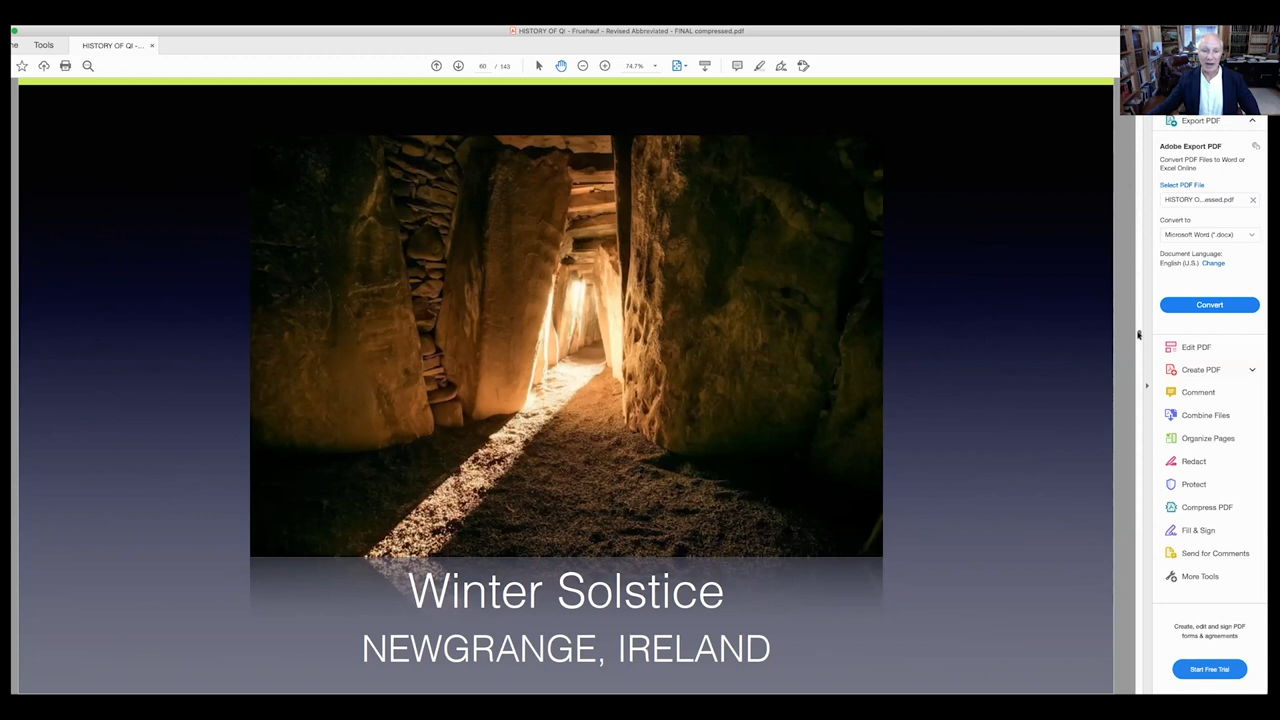 HISTORY OF QI - Fruehauf - Revised Abbreviated - FINAL compressed.pdf
Tools
HISTORY OF QI -... ×
60 / 143
74.7%
Export PDF
Adobe Export PDF
Convert PDF Files to Word or
Excel Online
Select PDF File
HISTORY O...essed.pdf
Convert to
Microsoft Word (*.docx)
Document Language:
English (U.S.) Change
Convert
Edit PDF
Create PDF
Comment
Combine Files
Organize Pages
Redact
Protect
Compress PDF
Fill & Sign
Send for Comments
More Tools
Create, edit and sign PDF
forms & agreements
Start Free Trial
Winter Solstice
NEWGRANGE, IRELAND